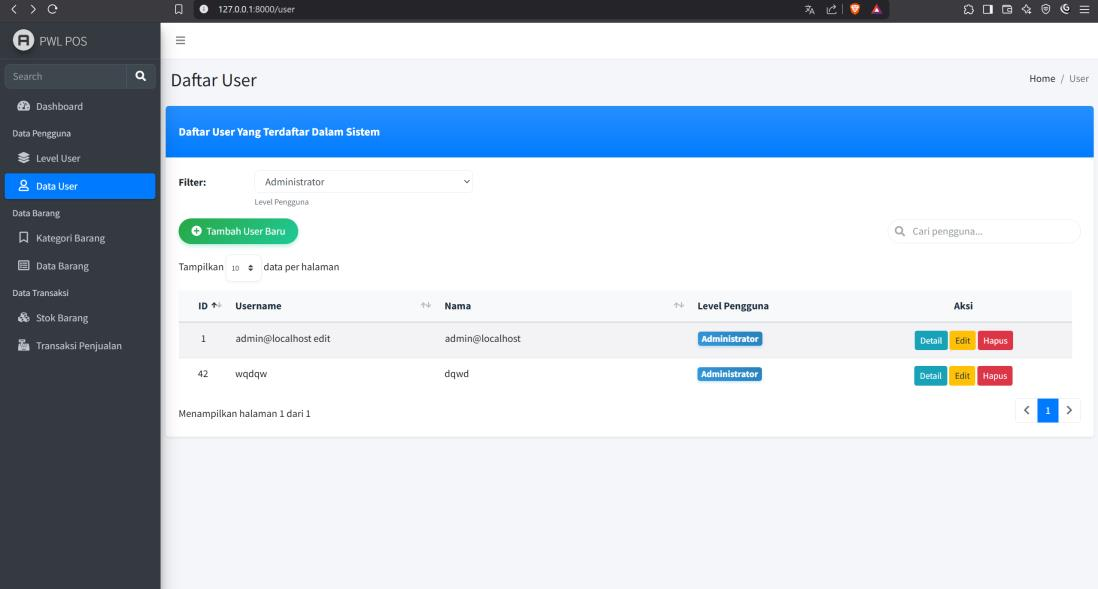 127.0.0.1:8000/user
PWL POS
Search
Dashboard
Data Pengguna
Level User
Data User
Data Barang
Kategori Barang
Data Barang
Data Transaksi
Stok Barang
Transaksi Penjualan
Daftar User
Home / User
Daftar User Yang Terdaftar Dalam Sistem
Filter: Administrator
Level Pengguna
Tambah User Baru
Cari pengguna...
Tampilkan 10 data per halaman
ID Username Nama Level Pengguna Aksi
1 admin@localhost edit admin@localhost Administrator Detail Edit Hapus
42 wqdqw dqwd Administrator Detail Edit Hapus
Menampilkan halaman 1 dari 1
1